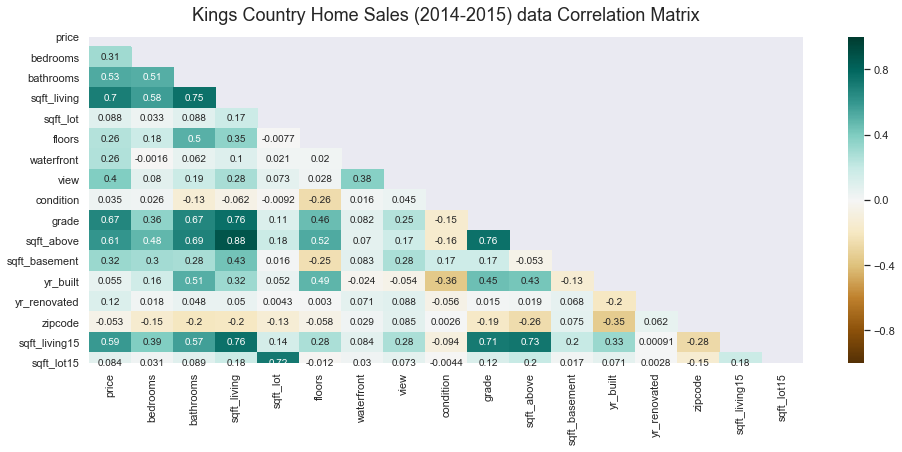 Kings Country Home Sales (2014-2015) data Correlation Matrix
price
bedrooms 0.31
bathrooms 0.53 0.51
sqft_living 0.7 0.58 0.75
sqft_lot 0.088 0.033 0.088 0.17
floors 0.26 0.18 0.5 0.35 -0.0077
waterfront 0.26 -0.0016 0.062 0.1 0.021 0.02
view 0.4 0.08 0.19 0.28 0.073 0.028 0.38
condition 0.035 0.026 -0.13 -0.062 -0.0092 -0.26 0.016 0.045
grade 0.67 0.36 0.67 0.76 0.11 0.46 0.082 0.25 -0.15
sqft_above 0.61 0.48 0.69 0.88 0.18 0.52 0.07 0.17 -0.16 0.76
sqft_basement 0.32 0.3 0.28 0.43 0.016 -0.25 0.083 0.28 0.17 0.17 -0.053
yr_built 0.055 0.16 0.51 0.32 0.052 0.49 -0.024 -0.054 -0.36 0.45 0.43 -0.13
yr_renovated 0.12 0.018 0.048 0.05 0.0043 0.003 0.071 0.088 -0.056 0.015 0.019 0.068 -0.2
zipcode -0.053 -0.15 -0.2 -0.2 -0.13 -0.058 0.029 0.085 0.0026 -0.19 -0.26 0.075 -0.35 0.062
sqft_living15 0.59 0.39 0.57 0.76 0.14 0.28 0.084 0.28 -0.094 0.71 0.73 0.2 0.33 0.00091 -0.28
sqft_lot15 0.084 0.031 0.089 0.18 0.72 -0.012 0.03 0.073 -0.0044 0.12 0.2 0.017 0.071 0.0028 -0.15 0.18
price bedrooms bathrooms sqft_living sqft_lot floors waterfront view condition grade sqft_above sqft_basement yr_built yr_renovated zipcode sqft_living15 sqft_lot15
0.8
0.4
0.0
−0.4
−0.8